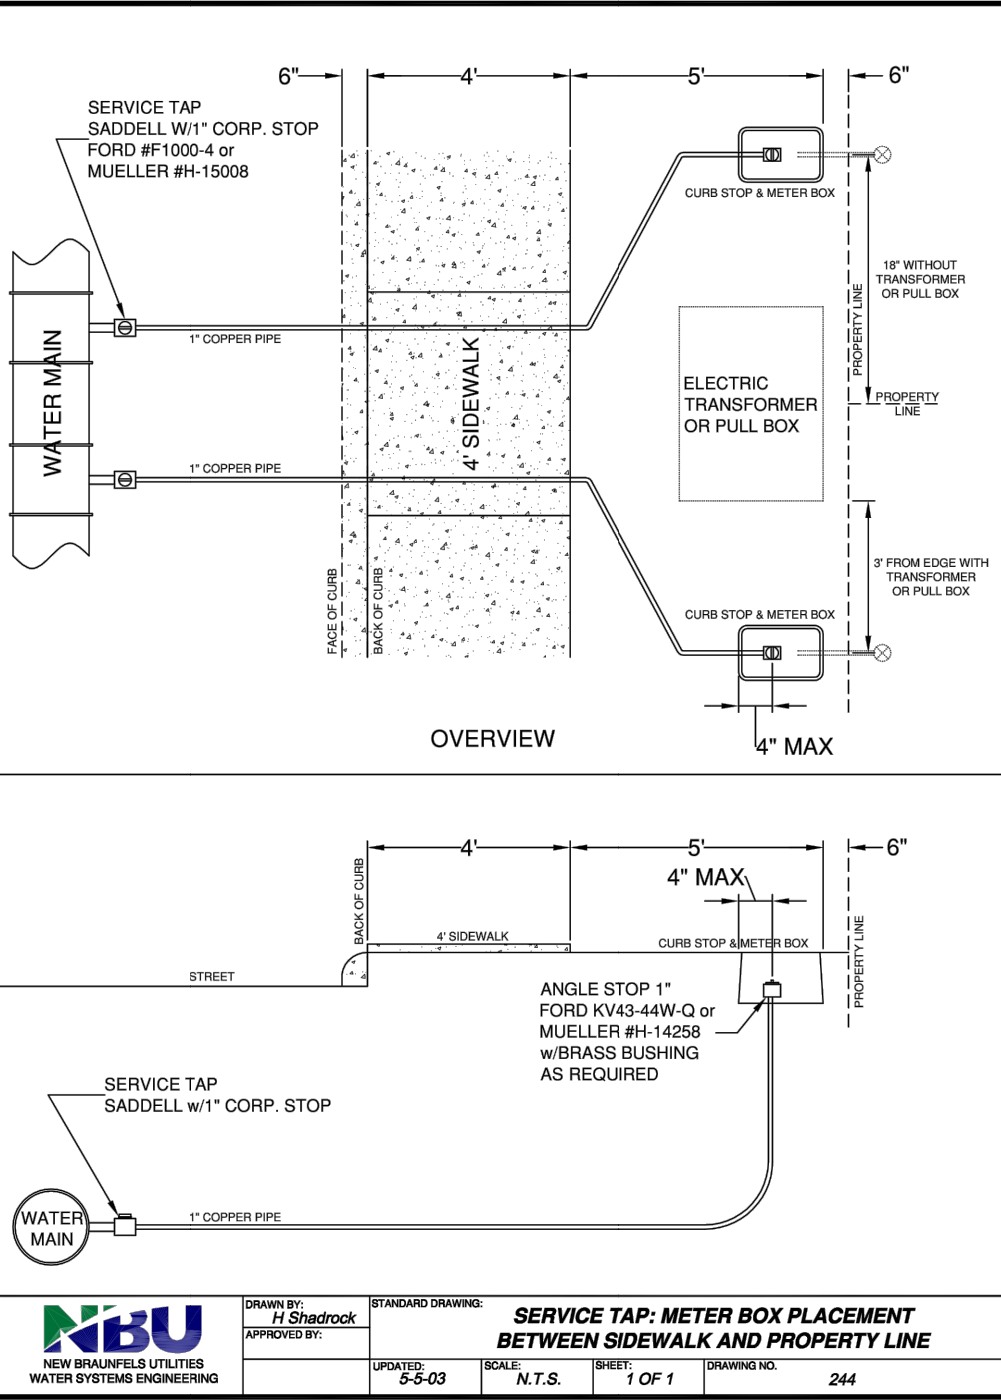 6"
4'
5'
6"
SERVICE TAP
SADDELL W/1" CORP. STOP
FORD #F1000-4 or
MUELLER #H-15008
CURB STOP & METER BOX
18" WITHOUT
TRANSFORMER
OR PULL BOX
PROPERTY LINE
WATER MAIN
1" COPPER PIPE
4' SIDEWALK
ELECTRIC
TRANSFORMER
OR PULL BOX
PROPERTY
LINE
1" COPPER PIPE
3' FROM EDGE WITH
TRANSFORMER
OR PULL BOX
FACE OF CURB
BACK OF CURB
CURB STOP & METER BOX
OVERVIEW
4" MAX
4'
5'
6"
4" MAX
BACK OF CURB
4' SIDEWALK
CURB STOP & METER BOX
PROPERTY LINE
STREET
ANGLE STOP 1"
FORD KV43-44W-Q or
MUELLER #H-14258
w/BRASS BUSHING
AS REQUIRED
SERVICE TAP
SADDELL w/1" CORP. STOP
WATER
MAIN
1" COPPER PIPE
NBU
NEW BRAUNFELS UTILITIES
WATER SYSTEMS ENGINEERING
DRAWN BY:
H Shadrock
APPROVED BY:
STANDARD DRAWING:
SERVICE TAP: METER BOX PLACEMENT
BETWEEN SIDEWALK AND PROPERTY LINE
UPDATED:
5-5-03
SCALE:
N.T.S.
SHEET:
1 OF 1
DRAWING NO.
244